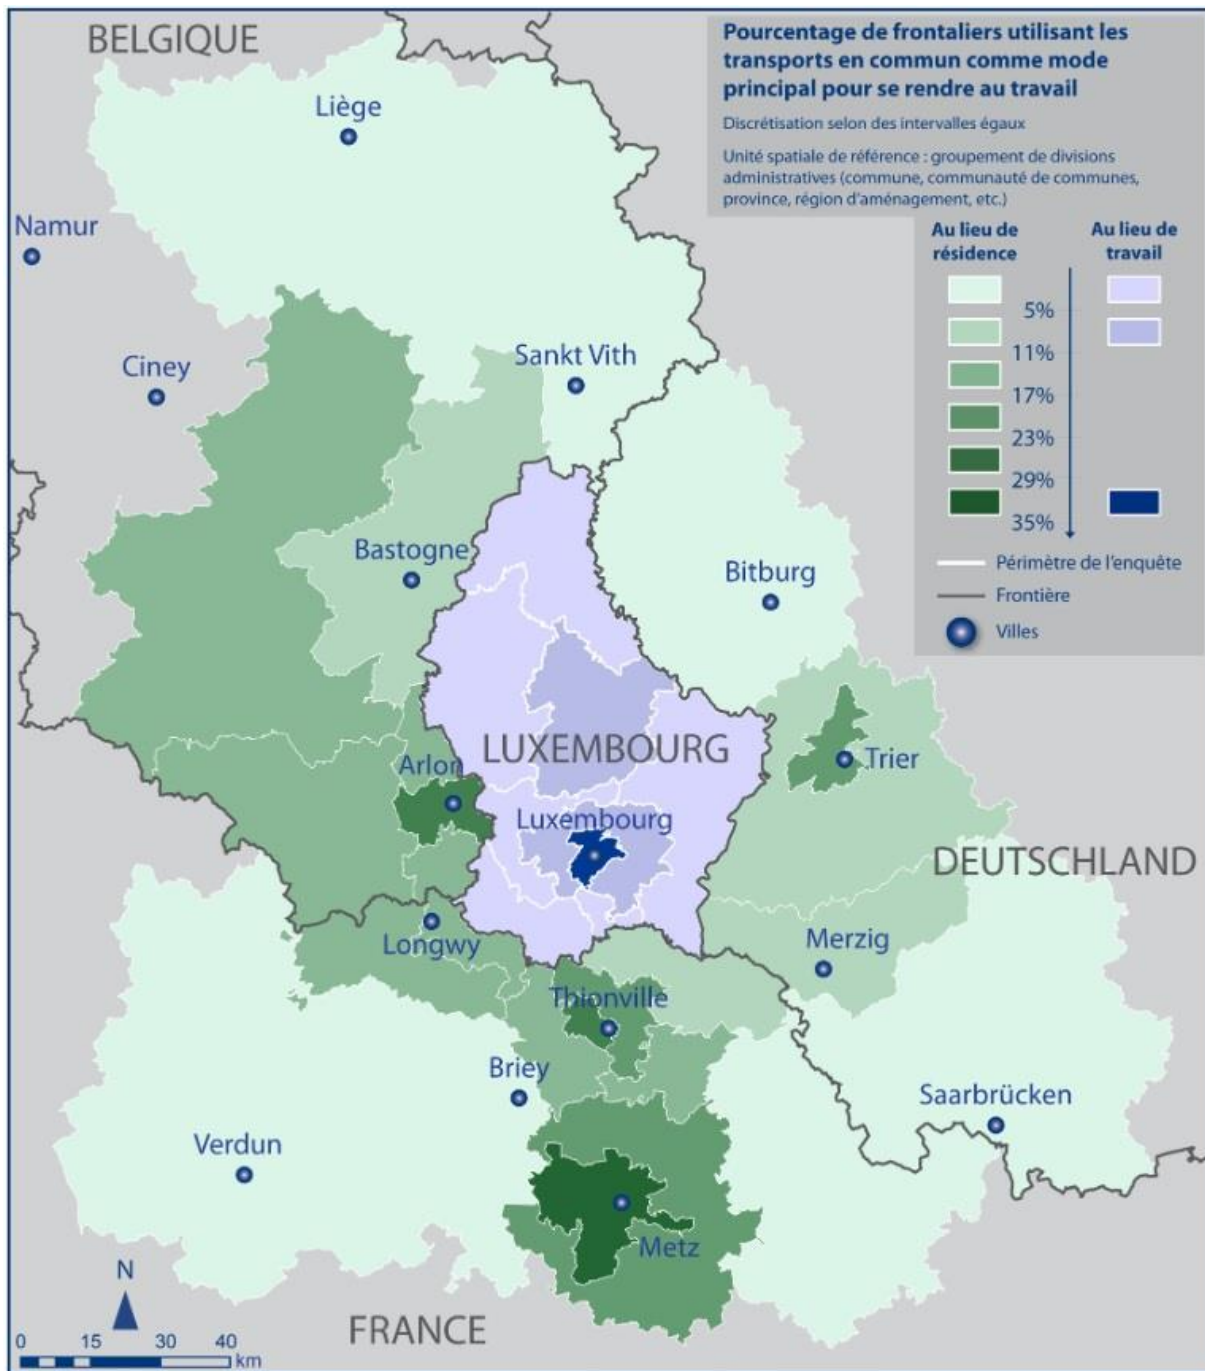 BELGIQUE
Pourcentage de frontaliers utilisant les
transports en commun comme mode
principal pour se rendre au travail
Discrétisation selon des intervalles égaux
Unité spatiale de référence : groupement de divisions
administratives (commune, communauté de communes,
province, région d'aménagement, etc.)
Au lieu de
résidence
Au lieu de
travail
5%
11%
17%
23%
29%
35%
Périmètre de l'enquête
Frontière
Villes
Liège
Namur
Ciney
Sankt Vith
Bastogne
Bitburg
LUXEMBOURG
Arlon
Trier
Luxembourg
DEUTSCHLAND
Longwy
Merzig
Thionville
Briey
Saarbrücken
Verdun
Metz
N
FRANCE
0 15 30 40
km